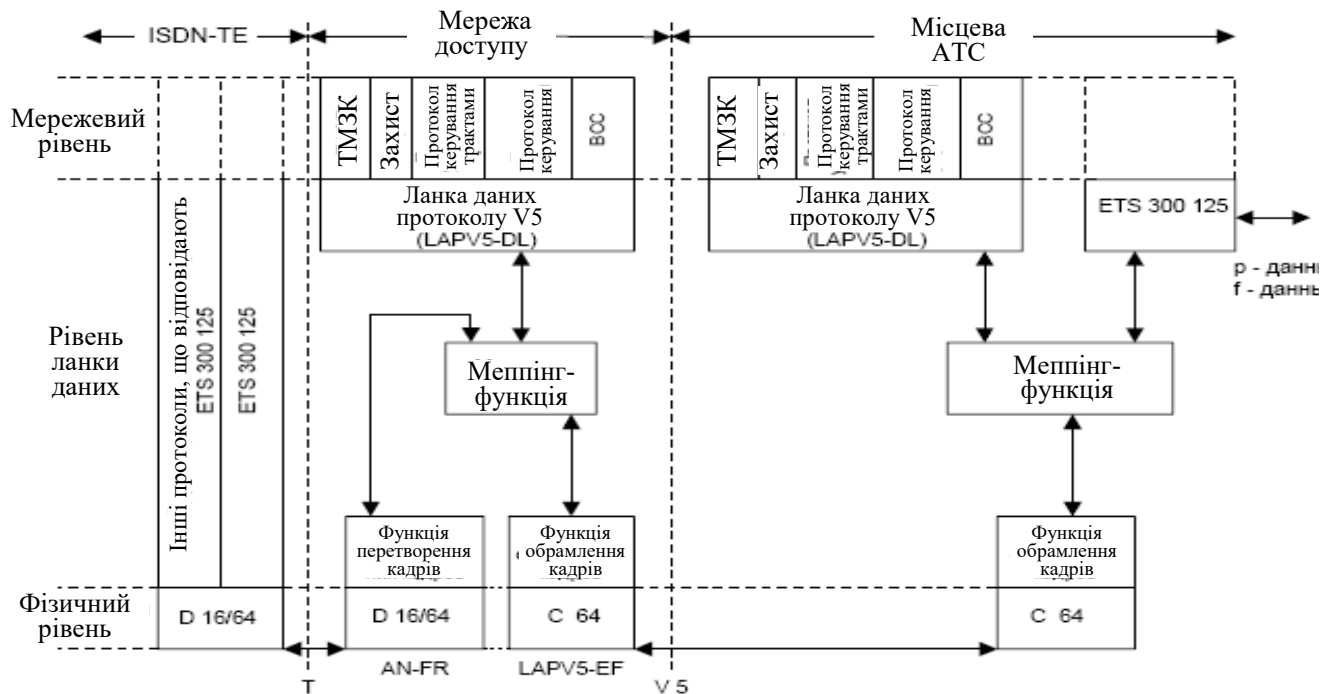 ISDN-TE
Мережа
доступу
Місцева
АТС
Мережевий
рівень
ТМЗК
Захист
Протокол
керування
трактами
Протокол
керування
BCC
ТМЗК
Захист
Протокол
керування
трактами
Протокол
керування
BCC
Ланка даних
протоколу V5
(LAPV5-DL)
Ланка даних
протоколу V5
(LAPV5-DL)
ETS 300 125
р - данны
f - данны
Рівень
ланки
даних
Інші протоколи, що відповідають
ETS 300 125
ETS 300 125
Меппінг-
функція
Меппінг-
функція
Функція
перетворення
кадрів
Функція
обрамлення
кадрів
Функція
обрамлення
кадрів
Фізичний
рівень
D 16/64
D 16/64
C 64
C 64
AN-FR
LAPV5-EF
T
V 5